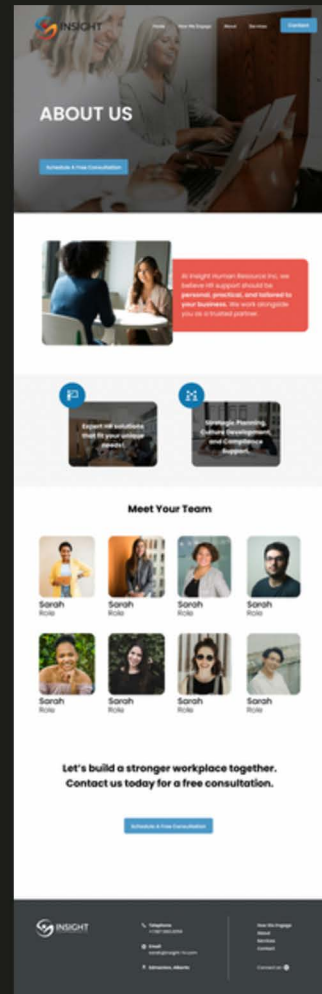 INSIGHT
Home How We Engage About Services Contact
ABOUT US
Schedule A Free Consultation
At Insight Human Resource Inc, we
believe HR support should be
personal, practical, and tailored to
your business. We work alongside
you as a trusted partner.
Expert HR solutions
that fit your unique
needs!
Strategic Planning,
Culture Development,
and Compliance
Support.
Meet Your Team
Sarah
Role
Sarah
Role
Sarah
Role
Sarah
Role
Sarah
Role
Sarah
Role
Sarah
Role
Sarah
Role
Let's build a stronger workplace together.
Contact us today for a free consultation.
Schedule A Free Consultation
INSIGHT
Telephone
Email
Edmonton, Alberta
How We Engage
About
Services
Contact
Connect on